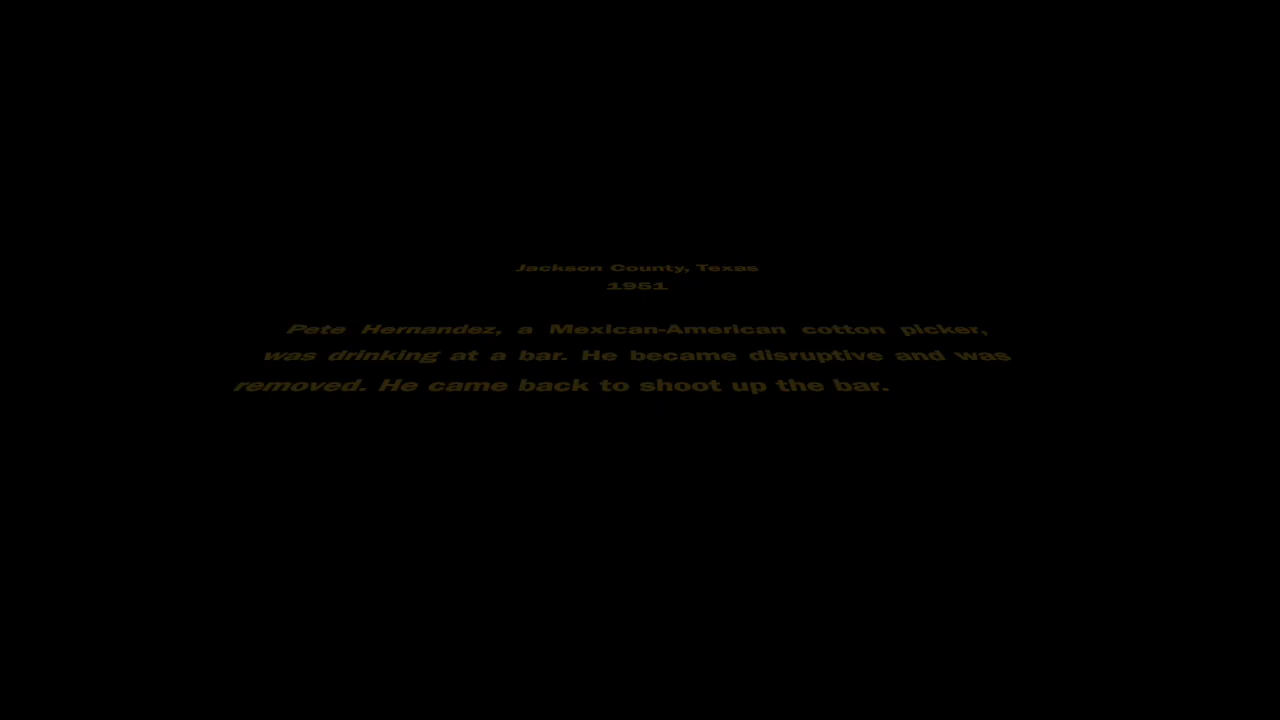 Jackson County, Texas
1951
Pete Hernandez, a Mexican-American cotton picker,
was drinking at a bar. He became disruptive and was
removed. He came back to shoot up the bar.